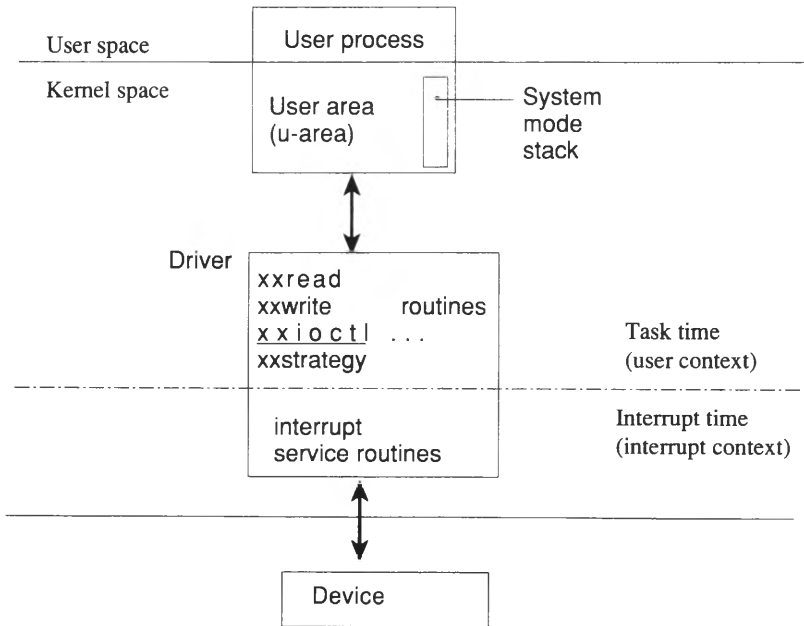 User process
User space
Kernel space
User area
(u-area)
System
mode
stack
Driver
xxread
xxwrite routines
xxioctl ...
xxstrategy
Task time
(user context)
interrupt
service routines
Interrupt time
(interrupt context)
Device